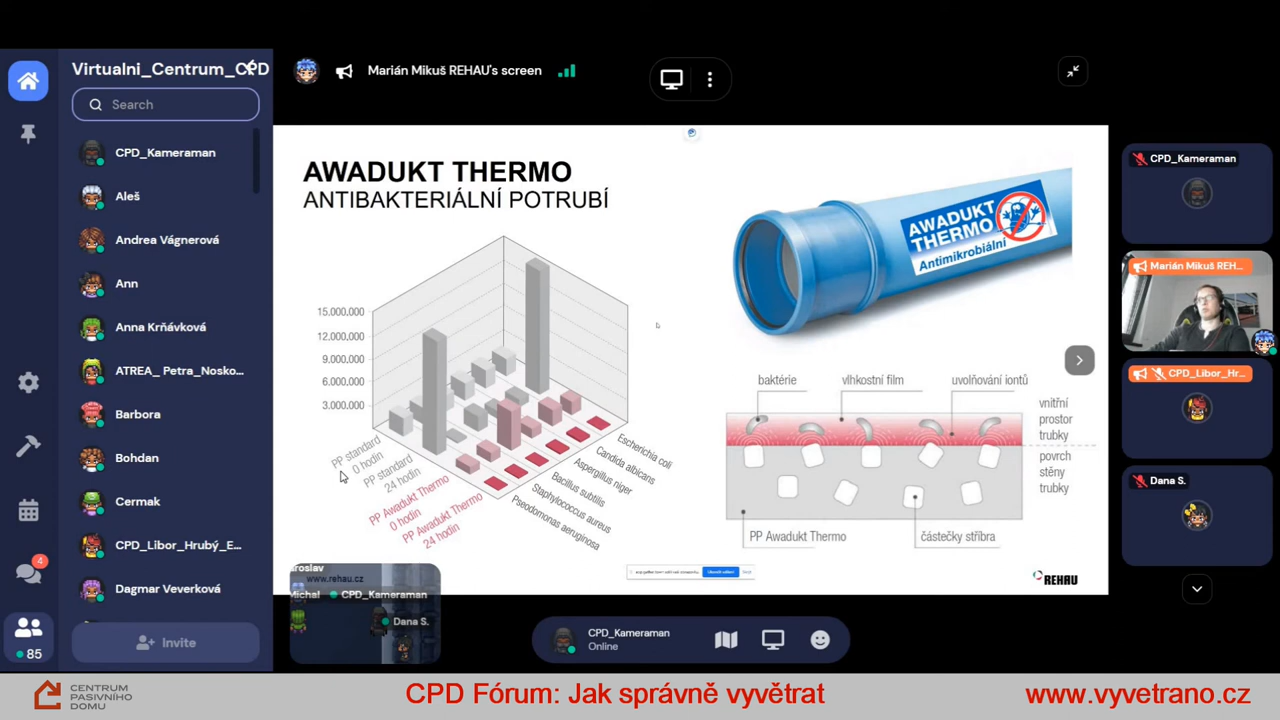 Virtualni_Centrum_CPD
Search
CPD_Kameraman
Aleš
Andrea Vágnerová
Ann
Anna Krňávková
ATREA_ Petra_Nosko...
Barbora
Bohdan
Cermak
CPD_Libor_Hrubý_E...
Dagmar Veverková
Invite
4
85
Marián Mikuš REHAU's screen
AWADUKT THERMO
ANTIBAKTERIÁLNÍ POTRUBÍ
15.000.000
12.000.000
9.000.000
6.000.000
3.000.000
PP standard
0 hodin
PP standard
24 hodin
PP Awadukt Thermo
0 hodin
PP Awadukt Thermo
24 hodin
Escherichia coli
Candida albicans
Aspergillus niger
Bacillus subtilis
Staphylococcus aureus
Pseodomonas aeruginosa
AWADUKT
THERMO
Antimikrobiální
baktérie
vlhkostní film
uvolňování iontů
vnitřní
prostor
trubky
povrch
stěny
trubky
PP Awadukt Thermo
částečky stříbra
REHAU
www.rehau.cz
Michal
CPD_Kameraman
Dana S.
CPD_Kameraman
Online
CPD_Kameraman
Marián Mikuš REH...
CPD_Libor_Hr...
Dana S.
CENTRUM
PASIVNÍHO
DOMU
CPD Fórum: Jak správně vyvětrat
www.vyvetrano.cz